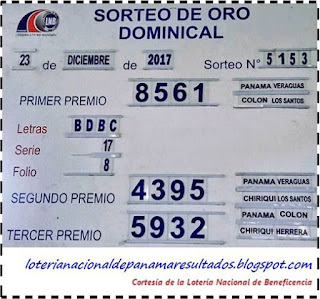 LNB
SORTEO DE ORO
DOMINICAL
23 de DICIEMBRE de 2017 Sorteo N° 5153
PRIMER PREMIO 8561 PANAMA VERAGUAS
COLON LOS SANTOS
Letras BDBC
Serie 17
Folio 8
SEGUNDO PREMIO 4395 PANAMA VERAGUAS
CHIRIQUI LOS SANTOS
TERCER PREMIO 5932 PANAMA COLON
CHIRIQUI HERRERA
loterianacionaldepanamaresultados.blogspot.com
Cortesía de la Lotería Nacional de Beneficencia